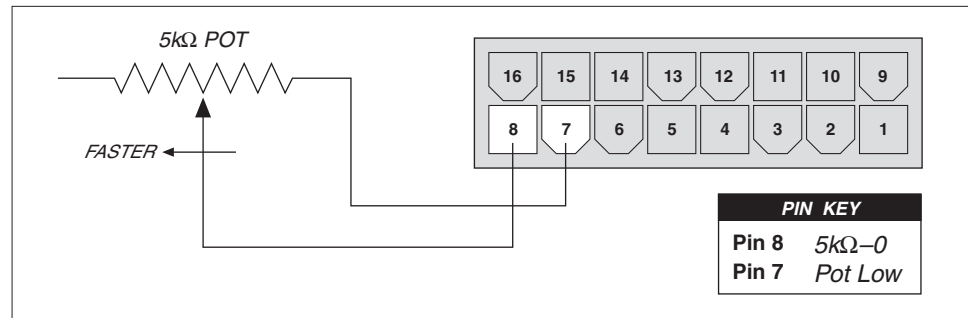 5kΩ POT
FASTER
16 15 14 13 12 11 10 9
8 7 6 5 4 3 2 1
PIN KEY
Pin 8 5kΩ–0
Pin 7 Pot Low